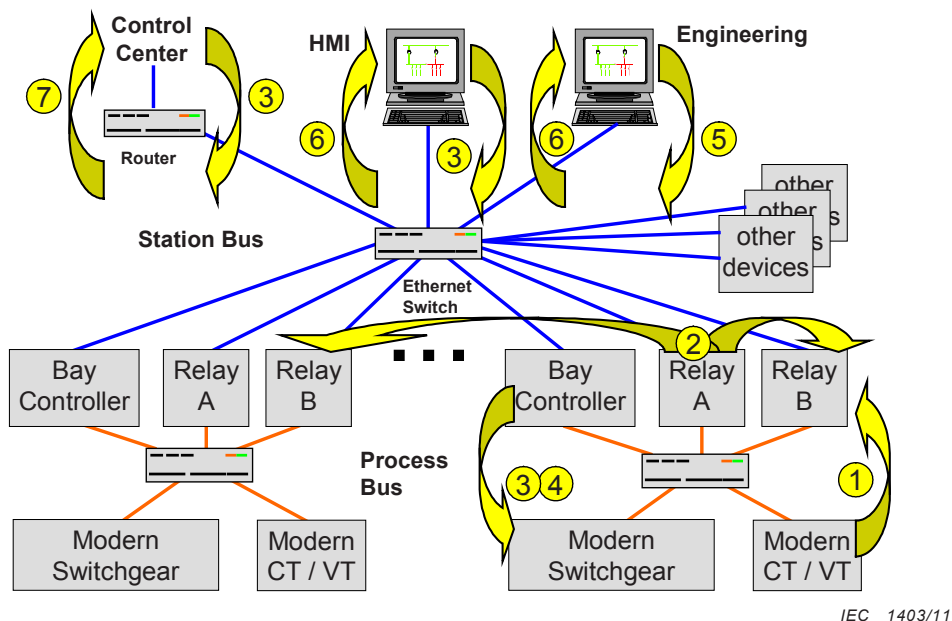 Control
Center
HMI
Engineering
7
3
6
3
6
5
Router
other
other
other
devices
Station Bus
Ethernet
Switch
2
Bay
Controller
Relay
A
Relay
B
Bay
Controller
Relay
A
Relay
B
Process
Bus
3
4
1
Modern
Switchgear
Modern
CT / VT
Modern
Switchgear
Modern
CT / VT
IEC 1403/11